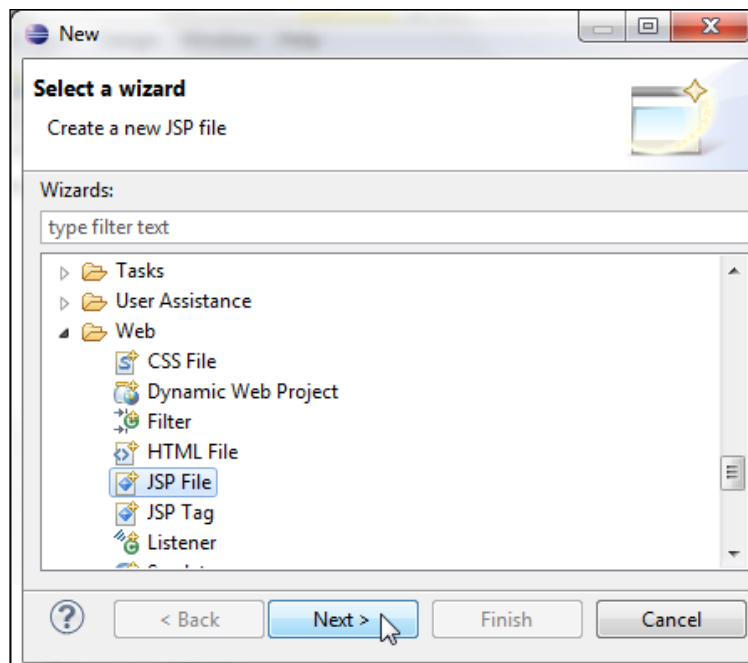 New
Select a wizard
Create a new JSP file
Wizards:
type filter text
Tasks
User Assistance
Web
CSS File
Dynamic Web Project
Filter
HTML File
JSP File
JSP Tag
Listener
? < Back Next > Finish Cancel